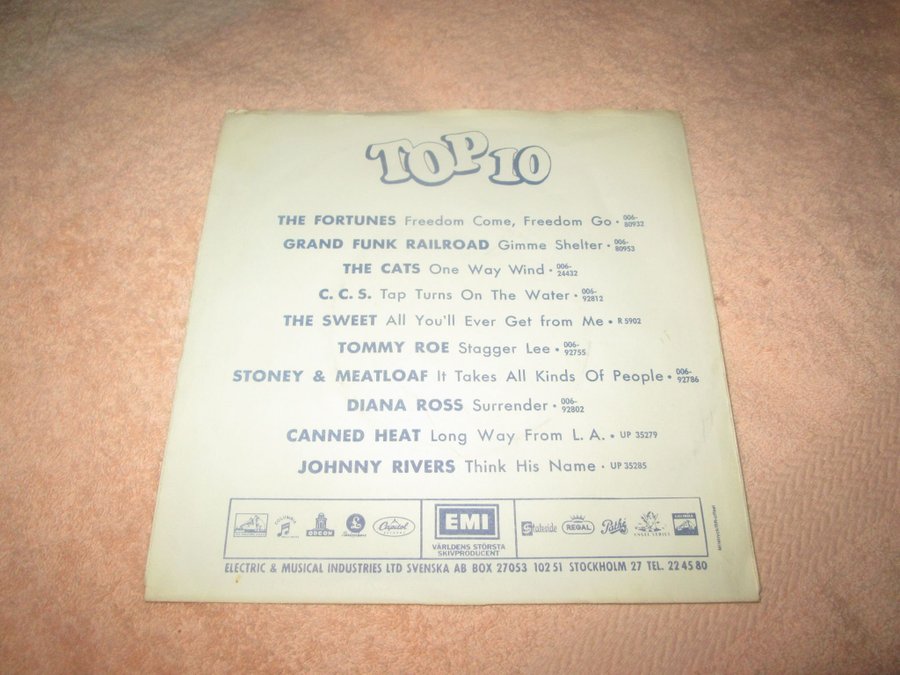 TOP 10
THE FORTUNES Freedom Come, Freedom Go • 006-80932
GRAND FUNK RAILROAD Gimme Shelter • 006-80953
THE CATS One Way Wind • 006-24432
C. C. S. Tap Turns On The Water • 006-92812
THE SWEET All You'll Ever Get from Me • R 5902
TOMMY ROE Stagger Lee • 006-92755
STONEY & MEATLOAF It Takes All Kinds Of People • 006-92786
DIANA ROSS Surrender • 006-92802
CANNED HEAT Long Way From L. A. • UP 35279
JOHNNY RIVERS Think His Name • UP 35285
COLUMBIA ODEON Capitol EMI Stateside REGAL Pathé ANGEL SERIES
VÄRLDENS STÖRSTA
SKIVPRODUCENT
ELECTRIC & MUSICAL INDUSTRIES LTD SVENSKA AB BOX 27053 102 51 STOCKHOLM 27 TEL. 22 45 80